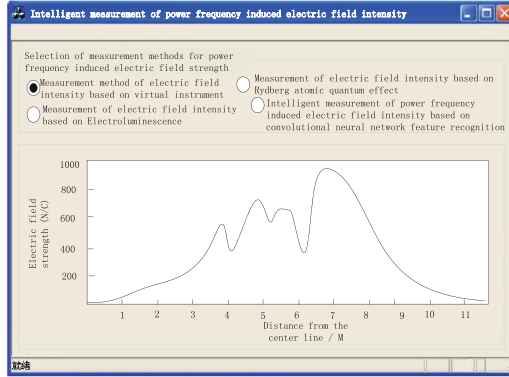 Intelligent measurement of power frequency induced electric field intensity
Selection of measurement methods for power
frequency induced electric field strength
Measurement method of electric field
intensity based on virtual instrument
Measurement of electric field intensity
based on Electroluminescence
Measurement of electric field intensity based on
Rydberg atomic quantum effect
Intelligent measurement of power frequency
induced electric field intensity based on
convolutional neural network feature recognition
Electric field
strength (N/C)
1000
800
600
400
200
1 2 3 4 5 6 7 8 9 10 11
Distance from the
center line / M
就绪